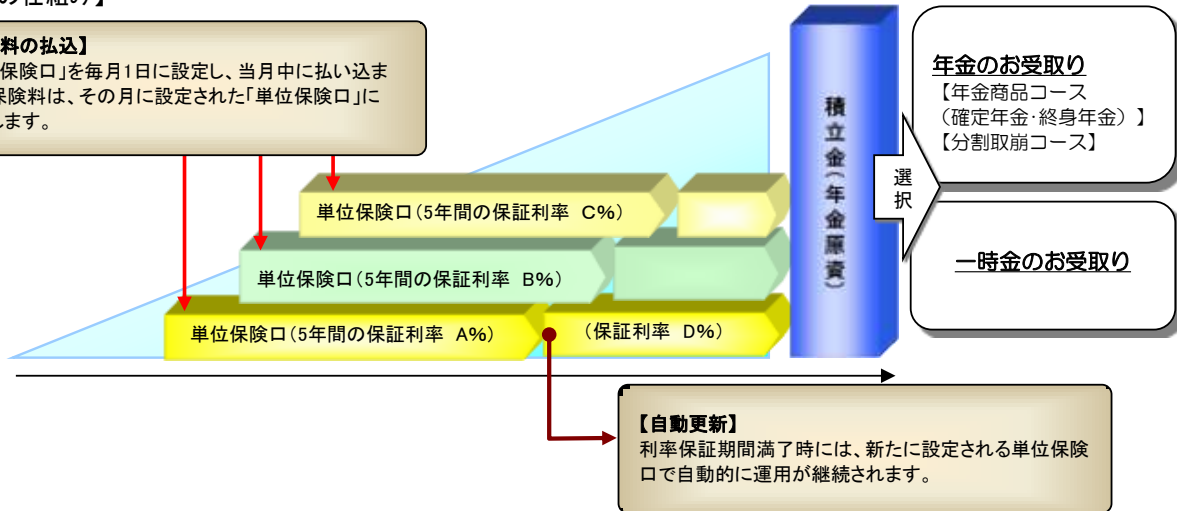 の仕組み】
料の払込】
保険口」を毎月1日に設定し、当月中に払い込ま
保険料は、その月に設定された「単位保険口」に
します。
単位保険口(5年間の保証利率 C%)
単位保険口(5年間の保証利率 B%)
単位保険口(5年間の保証利率 A%)
(保証利率 D%)
積立金(年金原資)
選択
年金のお受取り
【年金商品コース
(確定年金・終身年金)】
【分割取崩コース】
一時金のお受取り
【自動更新】
利率保証期間満了時には、新たに設定される単位保険
口で自動的に運用が継続されます。